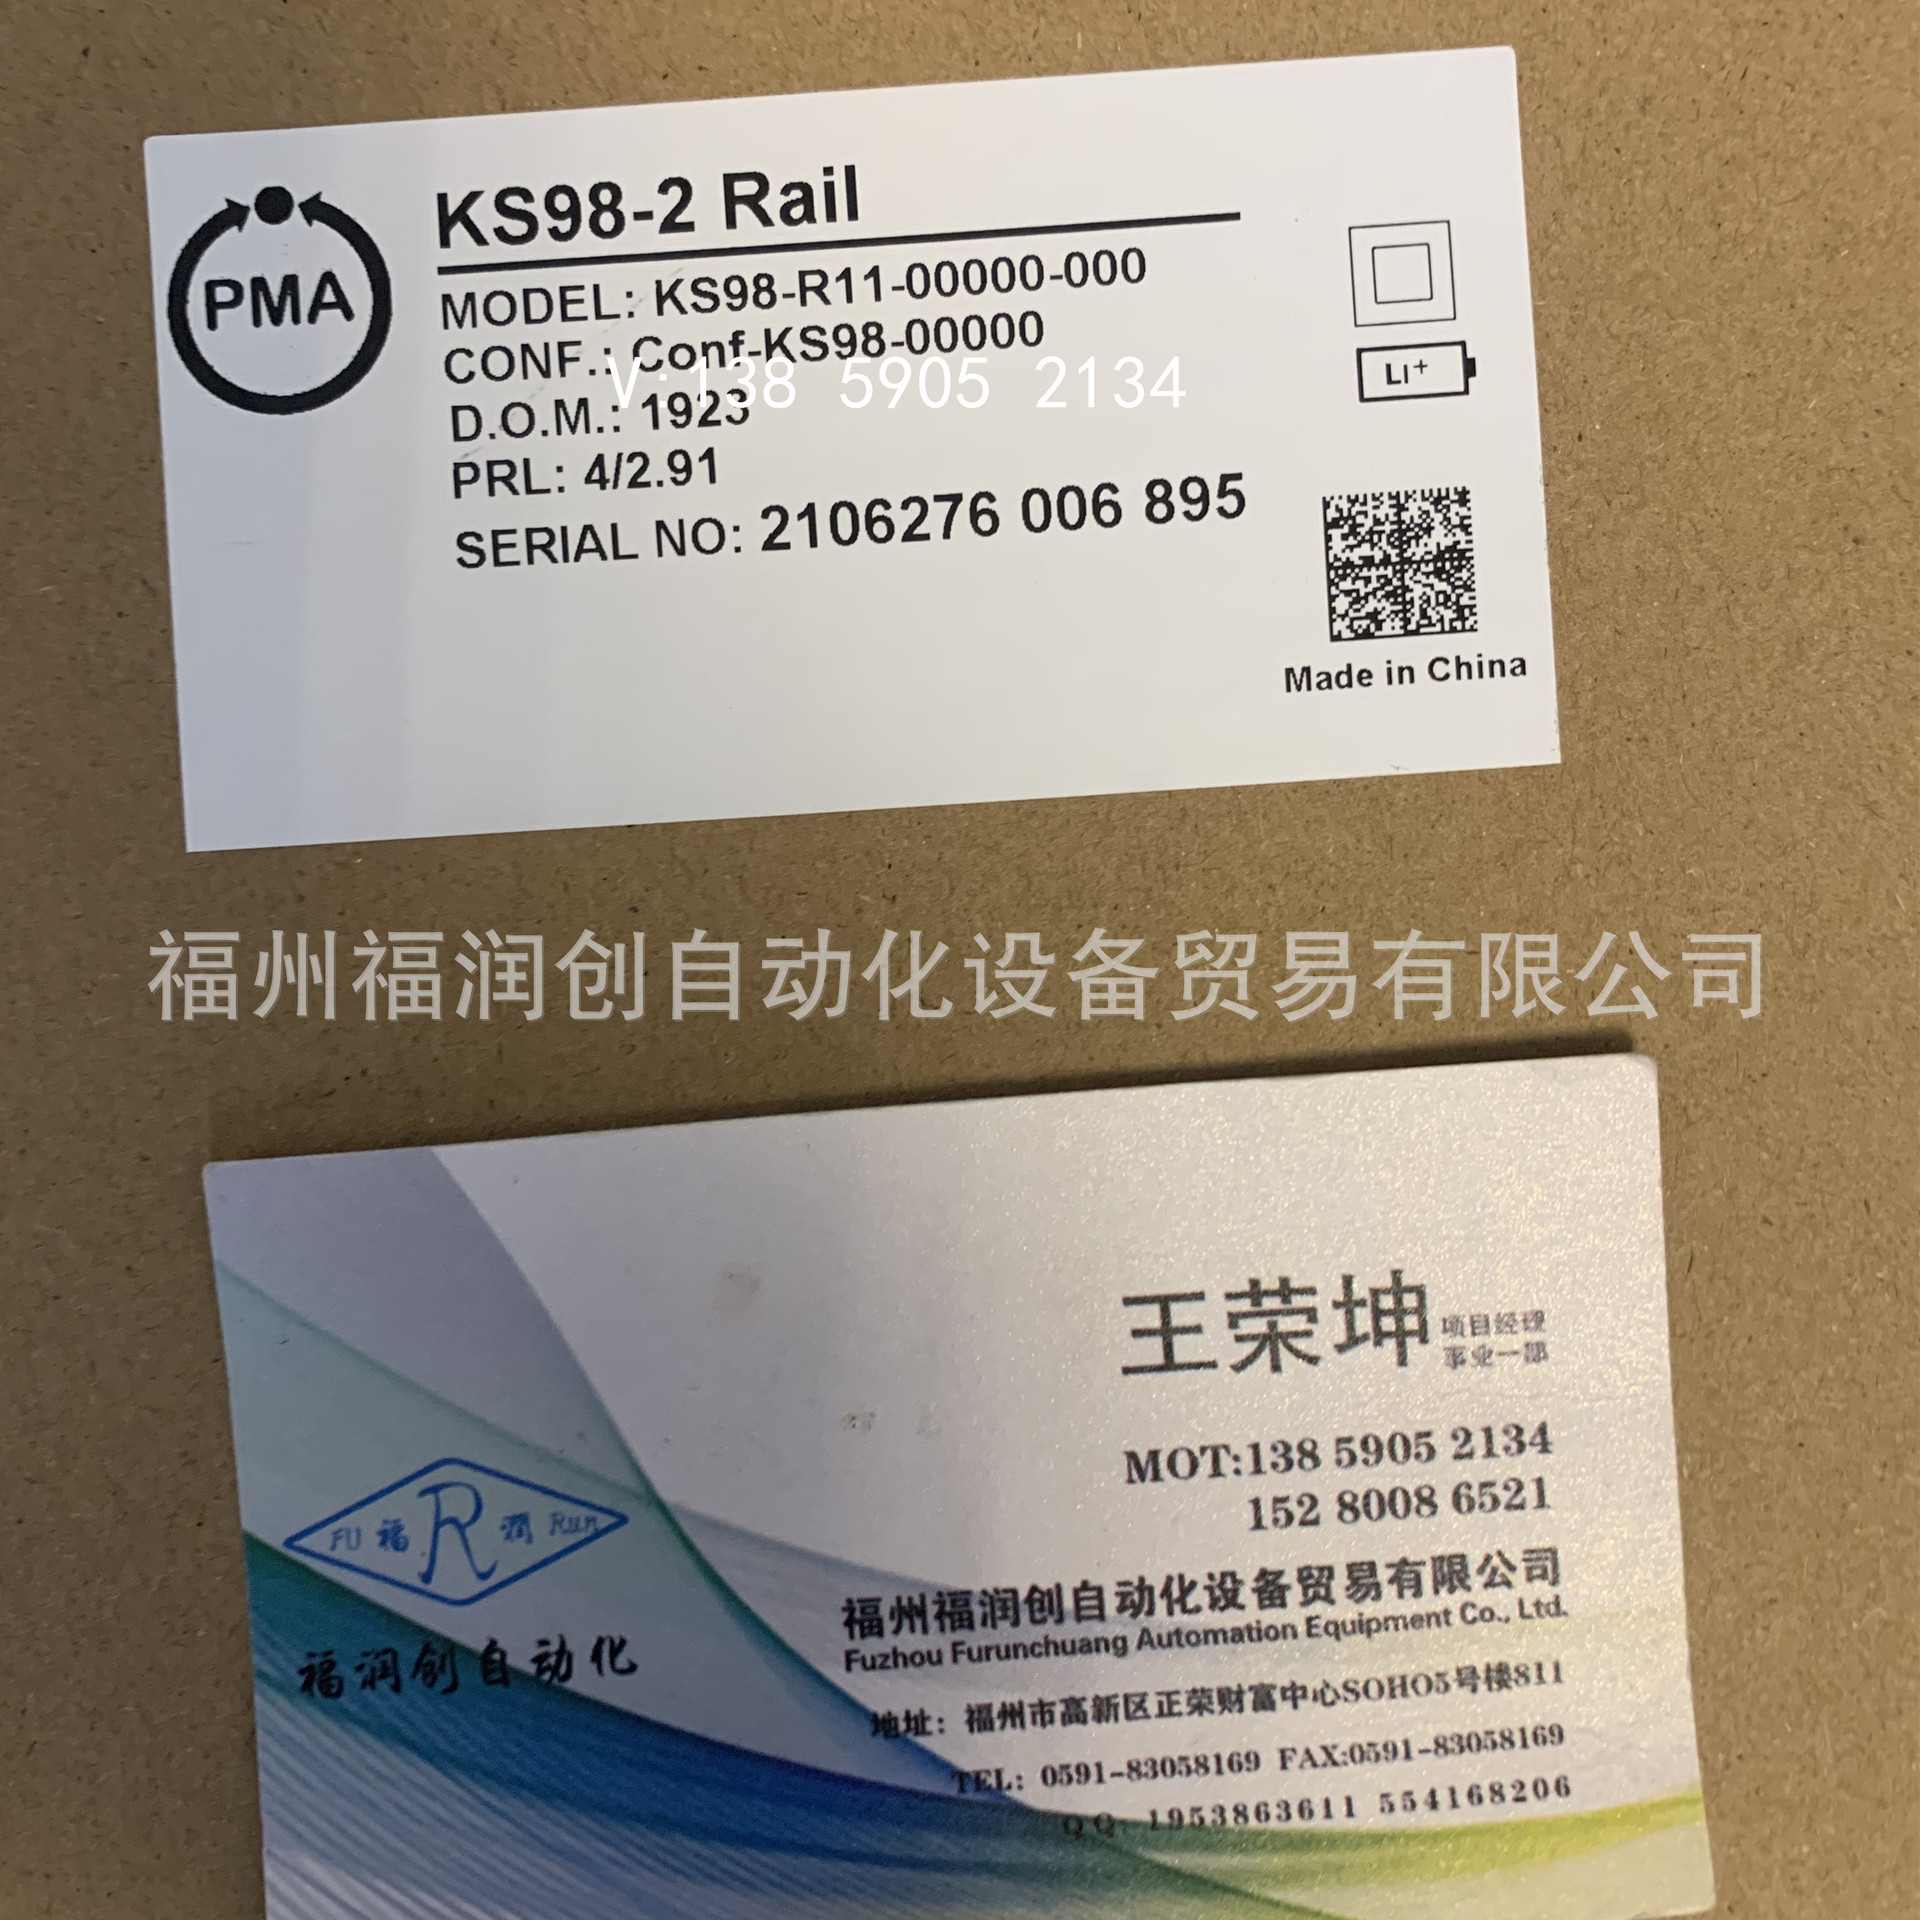 PMA
KS98-2 Rail
MODEL: KS98-R11-00000-000
CONF.: Conf-KS98-00000
V:138 5905 2134
D.O.M.: 1923
PRL: 4/2.91
SERIAL NO: 2106276 006 895
LI+
Made in China
福州福润创自动化设备贸易有限公司
王荣坤
项目经理
事业一部
MOT:138 5905 2134
152 8008 6521
FU 福 R 润 Run
福润创自动化
福州福润创自动化设备贸易有限公司
Fuzhou Furunchuang Automation Equipment Co., Ltd.
地址：福州市高新区正荣财富中心SOHO5号楼811
TEL: 0591-83058169 FAX:0591-83058169
QQ: 1953863611 554168206